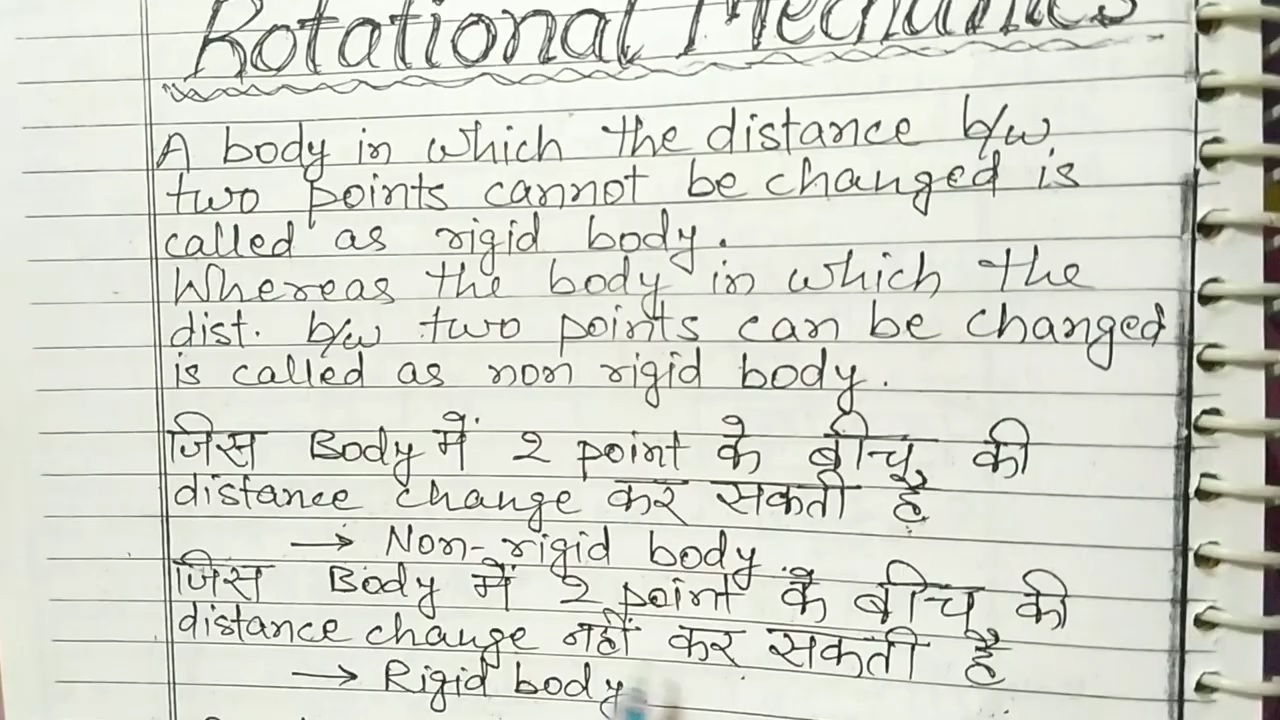 Rotational Mechanics
A body in which the distance b/w
two points cannot be changed is
called as rigid body.
Whereas the body in which the
dist. b/w two points can be changed
is called as non rigid body.
जिस Body में 2 point के बीच की
distance change कर सकती है
→ Non-rigid body
जिस Body में 2 point के बीच की
distance change नहीं कर सकती है
→ Rigid body